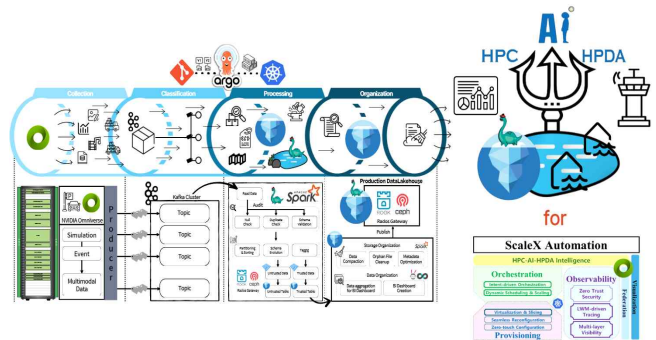 argo
Collection
Classification
Processing
Organization
NVIDIA Omniverse
Simulation
Event
Multimodal
Data
Producer
Kafka Cluster
Topic
Topic
Topic
Topic
Read Data
Audit
Spark
Null
Check
Duplicate
Check
Schema
Validation
Partitioning
& Sorting
Schema
Evolution
Tagging
Rados Gateway
Untrusted Data
Trusted Data
Untrusted Table
Trusted Table
Production DataLakehouse
ROOK
ceph
Rados Gateway
Publish
Storage Organization
Data
Compaction
Orphan File
Cleanup
Metadata
Optimization
Data Organization
Data aggregation for
BI Dashboard
BI Dashboard
Creation
Ai
HPC
HPDA
for
ScaleX Automation
HPC-AI-HPDA Intelligence
Orchestration
Intent-driven Orchestration
Dynamic Scheduling & Scaling
Virtualization & Slicing
Seamless Reconfiguration
Zero-touch Configuration
Provisioning
Observability
Zero Trust
Security
LWM-driven
Tracing
Multi-layer
Visibility
Visualization
Federation